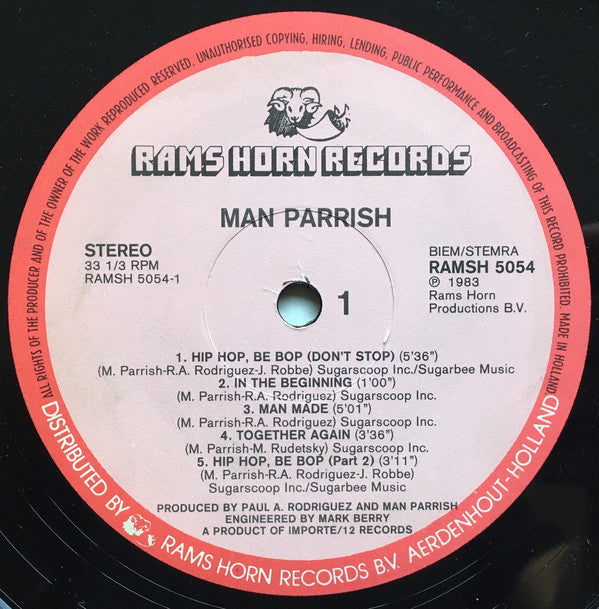 ALL RIGHTS OF THE PRODUCER AND OF THE OWNER OF THE WORK REPRODUCED RESERVED. UNAUTHORISED COPYING, HIRING, LENDING, PUBLIC PERFORMANCE AND BROADCASTING OF THIS RECORD PROHIBITED. MADE IN HOLLAND
RAMS HORN RECORDS
MAN PARRISH
STEREO
33 1/3 RPM
RAMSH 5054-1
BIEM/STEMRA
RAMSH 5054
℗ 1983
Rams Horn
Productions B.V.
1
1. HIP HOP, BE BOP (DON'T STOP) (5'36")
(M. Parrish-R.A. Rodriguez-J. Robbe) Sugarscoop Inc./Sugarbee Music
2. IN THE BEGINNING (1'00")
(M. Parrish-R.A. Rodriguez) Sugarscoop Inc.
3. MAN MADE (5'01")
(M. Parrish-R.A. Rodriguez) Sugarscoop Inc.
4. TOGETHER AGAIN (3'36")
(M. Parrish-M. Rudetsky) Sugarscoop Inc.
5. HIP HOP, BE BOP (Part 2) (3'11")
(M. Parrish-R.A. Rodriguez-J. Robbe)
Sugarscoop Inc./Sugarbee Music
PRODUCED BY PAUL A. RODRIGUEZ AND MAN PARRISH
ENGINEERED BY MARK BERRY
A PRODUCT OF IMPORTE/12 RECORDS
DISTRIBUTED BY RAMS HORN RECORDS B.V. AERDENHOUT-HOLLAND